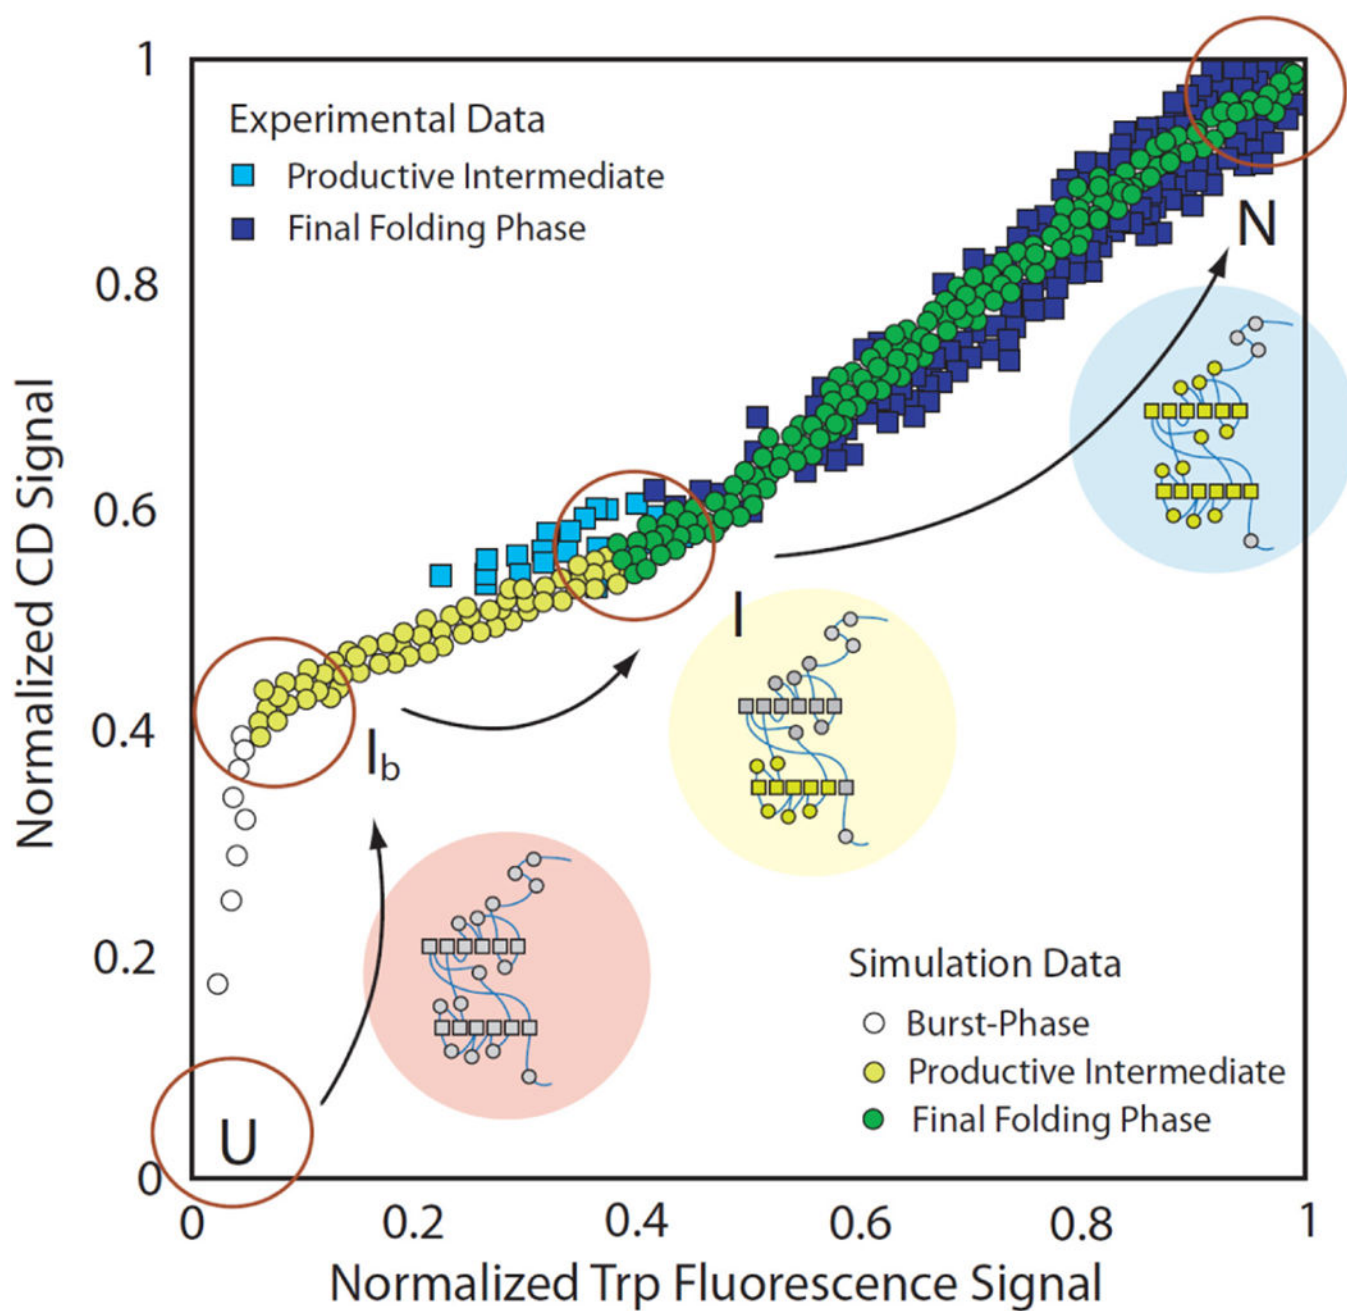 1
Experimental Data
Productive Intermediate
Final Folding Phase
N
0.8
Normalized CD Signal
0.6
I
0.4
Ib
0.2
Simulation Data
Burst-Phase
Productive Intermediate
Final Folding Phase
U
0
0 0.2 0.4 0.6 0.8 1
Normalized Trp Fluorescence Signal